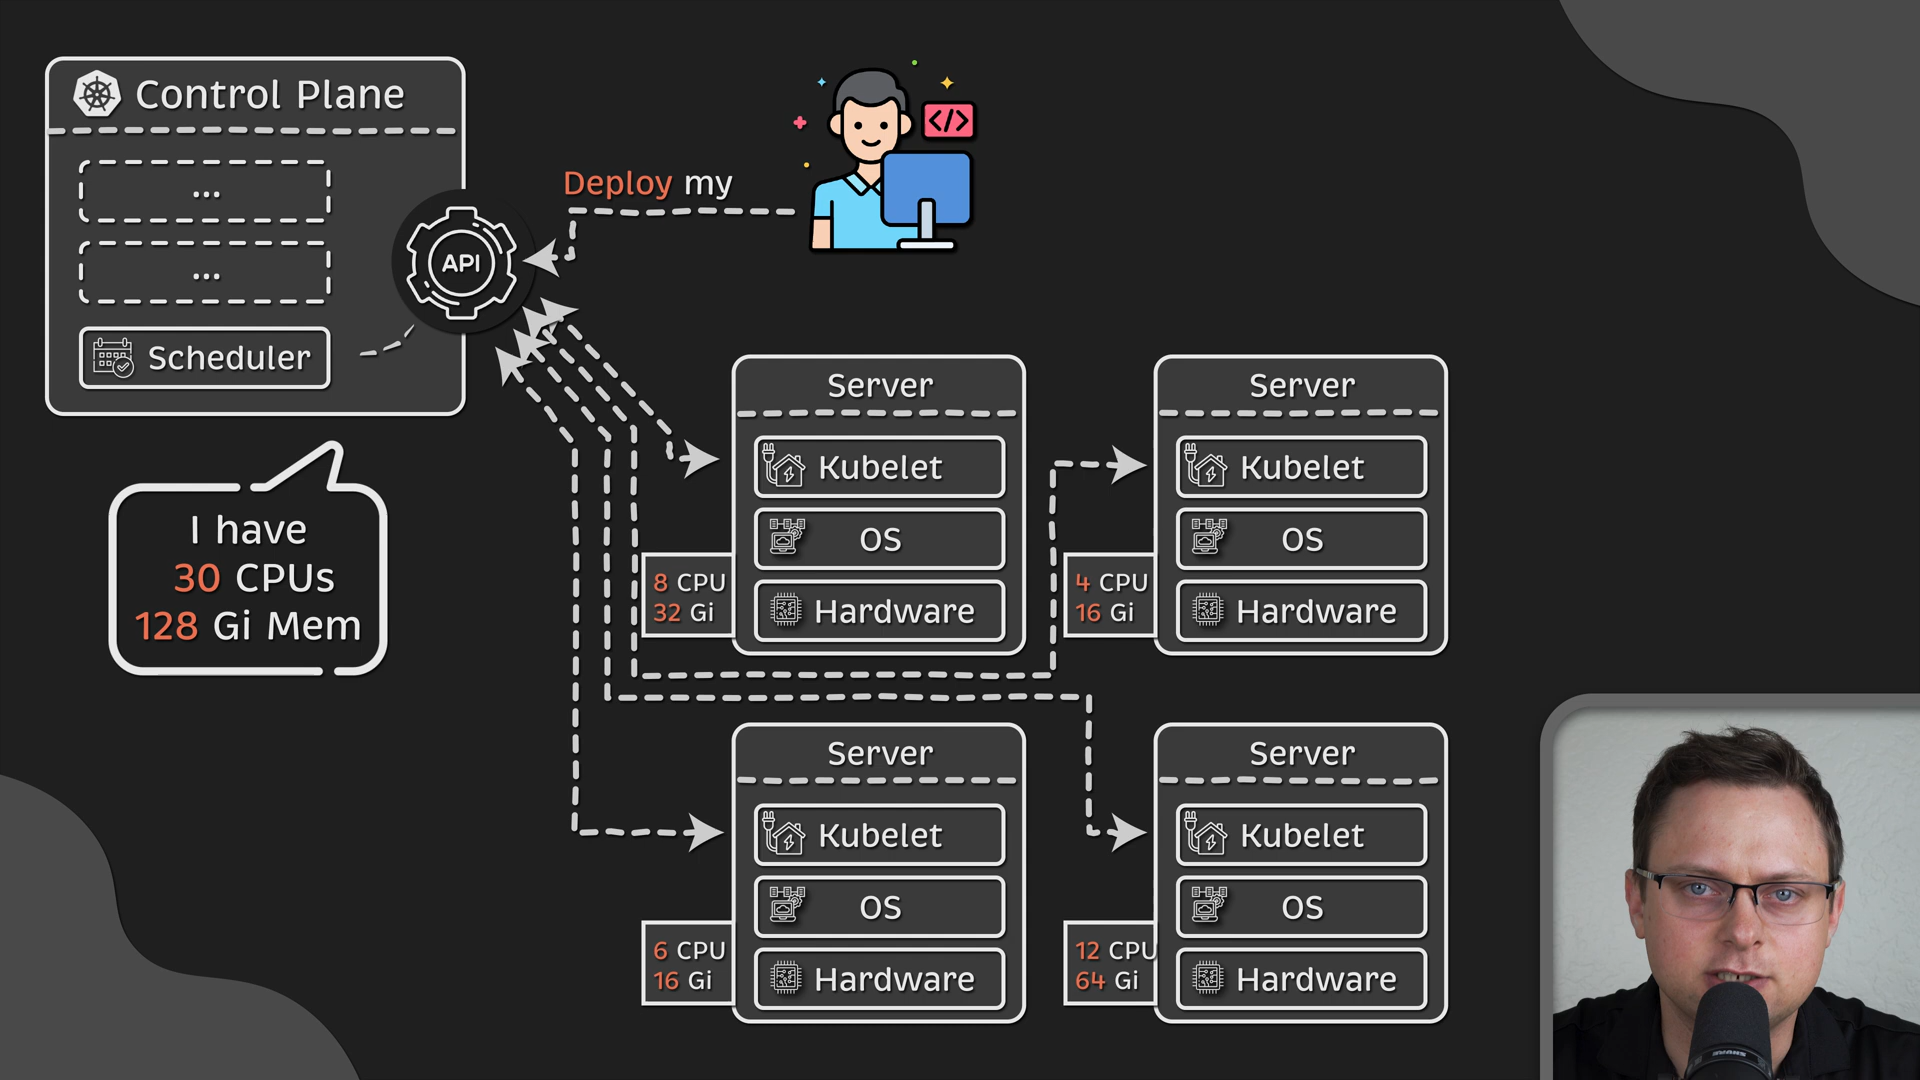 Control Plane
...
...
Scheduler
API
Deploy my
</>
I have
30 CPUs
128 Gi Mem
Server
Kubelet
OS
Hardware
8 CPU
32 Gi
Server
Kubelet
OS
Hardware
4 CPU
16 Gi
Server
Kubelet
OS
Hardware
6 CPU
16 Gi
Server
Kubelet
OS
Hardware
12 CPU
64 Gi
SHURE